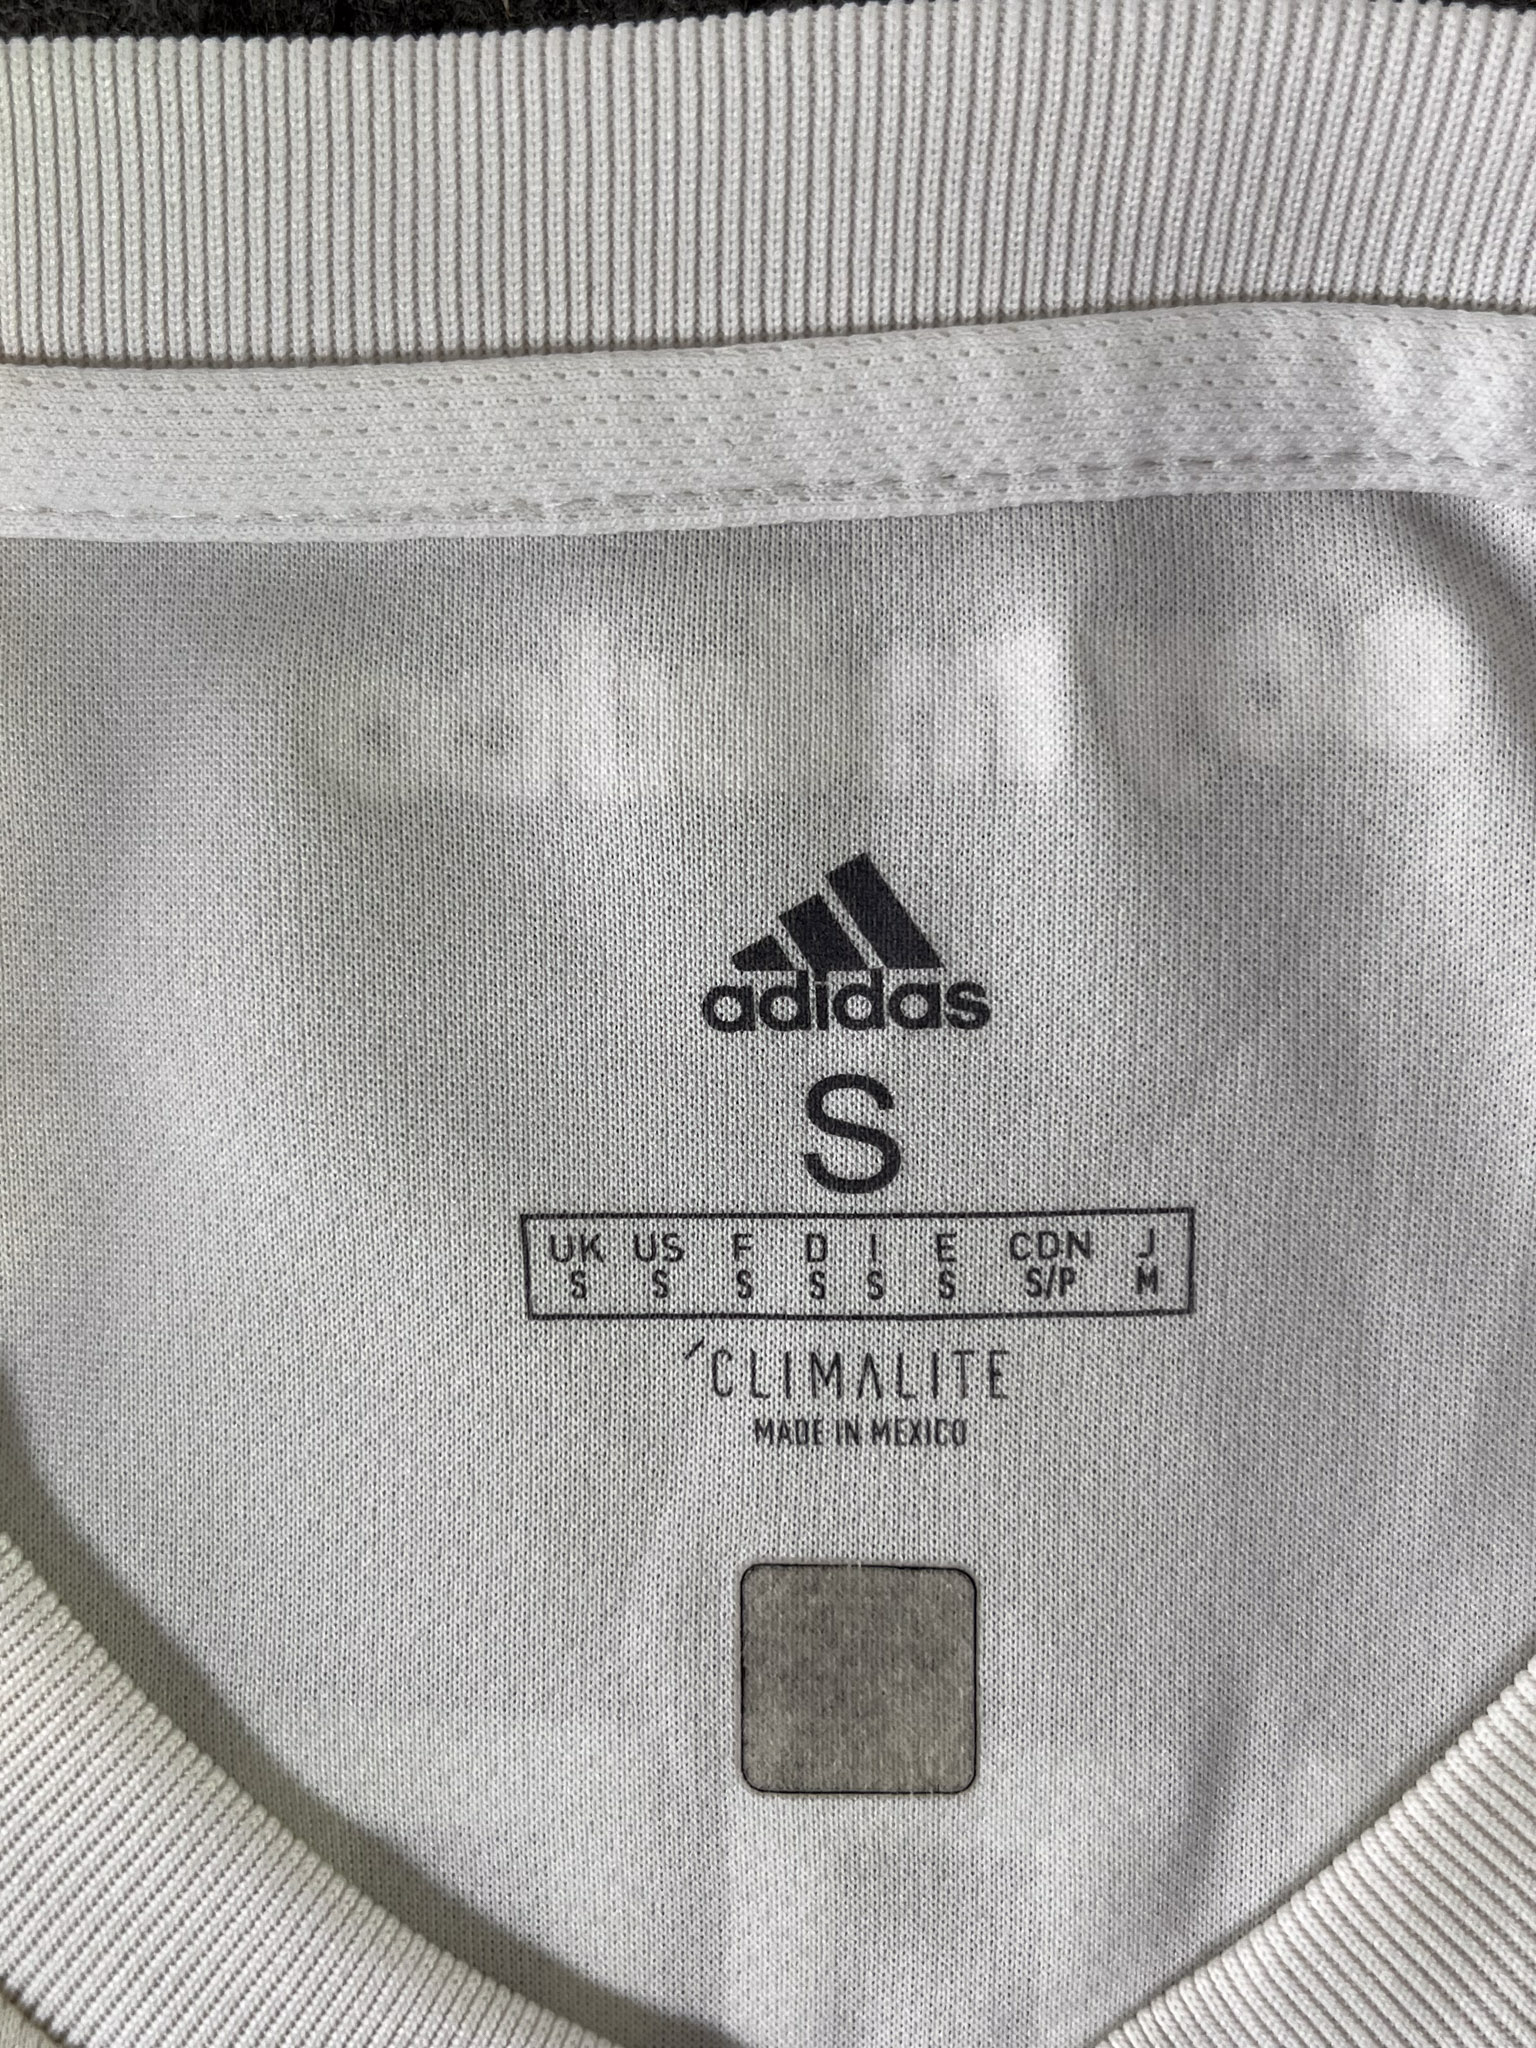 adidas
S
UK US F D I E CDN J
S S S S S S S/P M
CLIMALITE
MADE IN MEXICO